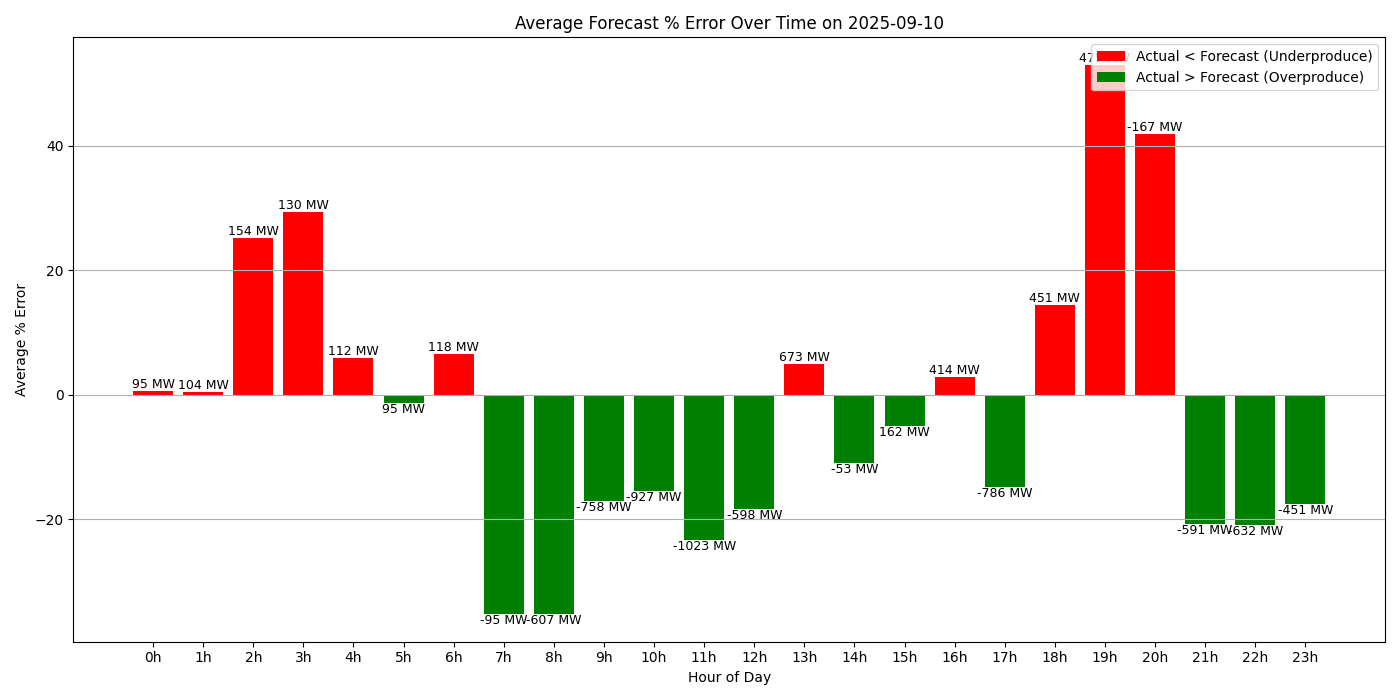 Average Forecast % Error Over Time on 2025-09-10
Actual < Forecast (Underproduce)
Actual > Forecast (Overproduce)
Average % Error
40
20
0
−20
95 MW
104 MW
154 MW
130 MW
112 MW
95 MW
118 MW
-95 MW
-607 MW
-758 MW
-927 MW
-1023 MW
-598 MW
673 MW
-53 MW
162 MW
414 MW
-786 MW
451 MW
-167 MW
-591 MW
-632 MW
-451 MW
0h 1h 2h 3h 4h 5h 6h 7h 8h 9h 10h 11h 12h 13h 14h 15h 16h 17h 18h 19h 20h 21h 22h 23h
Hour of Day